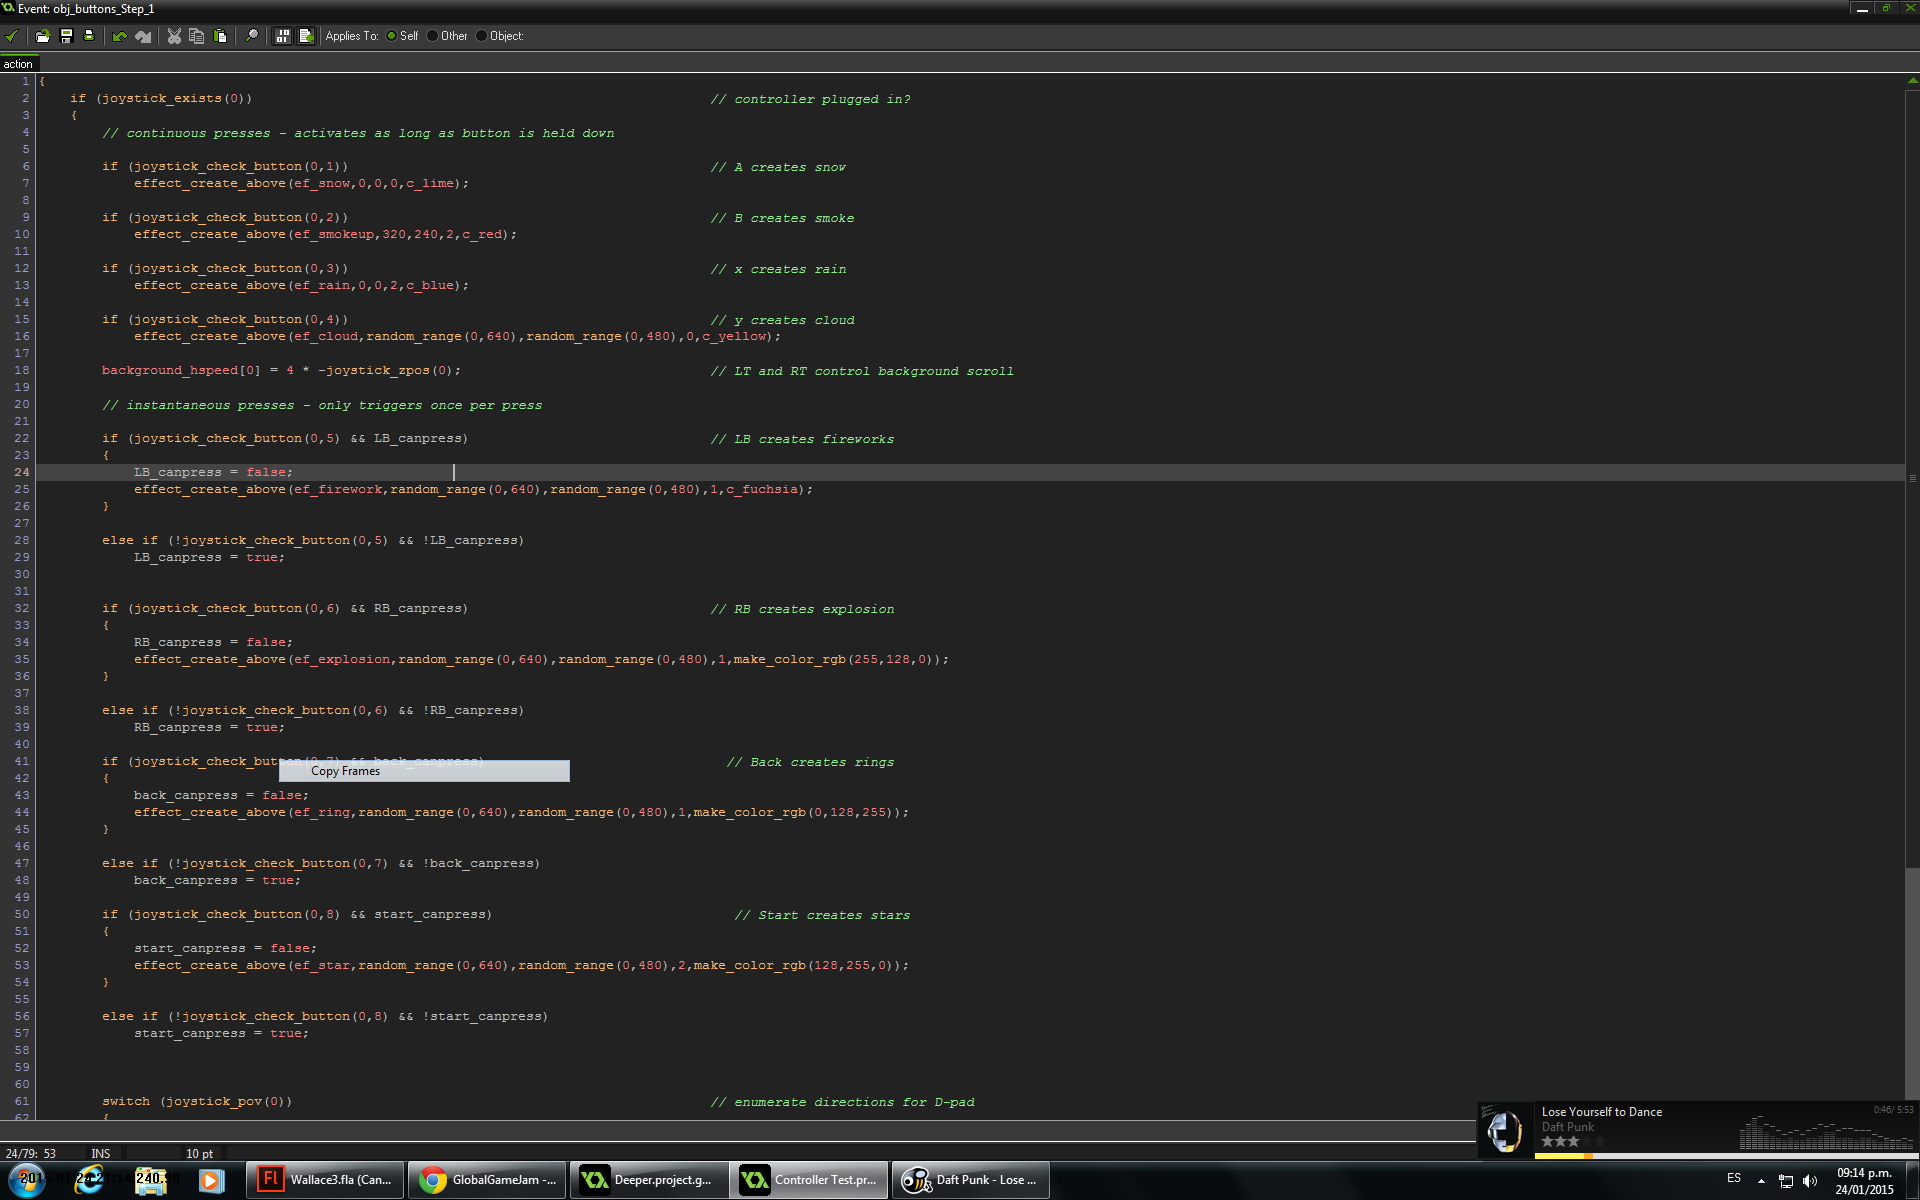 Event: obj_buttons_Step_1
Applies To: Self Other Object:
action
1 {
2 if (joystick_exists(0)) // controller plugged in?
3 {
4 // continuous presses - activates as long as button is held down
5
6 if (joystick_check_button(0,1)) // A creates snow
7 effect_create_above(ef_snow,0,0,0,c_lime);
8
9 if (joystick_check_button(0,2)) // B creates smoke
10 effect_create_above(ef_smokeup,320,240,2,c_red);
11
12 if (joystick_check_button(0,3)) // x creates rain
13 effect_create_above(ef_rain,0,0,2,c_blue);
14
15 if (joystick_check_button(0,4)) // y creates cloud
16 effect_create_above(ef_cloud,random_range(0,640),random_range(0,480),0,c_yellow);
17
18 background_hspeed[0] = 4 * -joystick_zpos(0); // LT and RT control background scroll
19
20 // instantaneous presses - only triggers once per press
21
22 if (joystick_check_button(0,5) && LB_canpress) // LB creates fireworks
23 {
24 LB_canpress = false;
25 effect_create_above(ef_firework,random_range(0,640),random_range(0,480),1,c_fuchsia);
26 }
27
28 else if (!joystick_check_button(0,5) && !LB_canpress)
29 LB_canpress = true;
30
31
32 if (joystick_check_button(0,6) && RB_canpress) // RB creates explosion
33 {
34 RB_canpress = false;
35 effect_create_above(ef_explosion,random_range(0,640),random_range(0,480),1,make_color_rgb(255,128,0));
36 }
37
38 else if (!joystick_check_button(0,6) && !RB_canpress)
39 RB_canpress = true;
40
41 if (joystick_check_button(0,7) && back_canpress) // Back creates rings
Copy Frames
42 {
43 back_canpress = false;
44 effect_create_above(ef_ring,random_range(0,640),random_range(0,480),1,make_color_rgb(0,128,255));
45 }
46
47 else if (!joystick_check_button(0,7) && !back_canpress)
48 back_canpress = true;
49
50 if (joystick_check_button(0,8) && start_canpress) // Start creates stars
51 {
52 start_canpress = false;
53 effect_create_above(ef_star,random_range(0,640),random_range(0,480),2,make_color_rgb(128,255,0));
54 }
55
56 else if (!joystick_check_button(0,8) && !start_canpress)
57 start_canpress = true;
58
59
60
61 switch (joystick_pov(0)) // enumerate directions for D-pad
62 {
Lose Yourself to Dance 0:46/ 5:53
Daft Punk
24/79: 53 INS 10 pt
Wallace3.fla (Can... GlobalGameJam -... Deeper.project.g... Controller Test.pr... Daft Punk - Lose ... ES 09:14 p.m.
24/01/2015